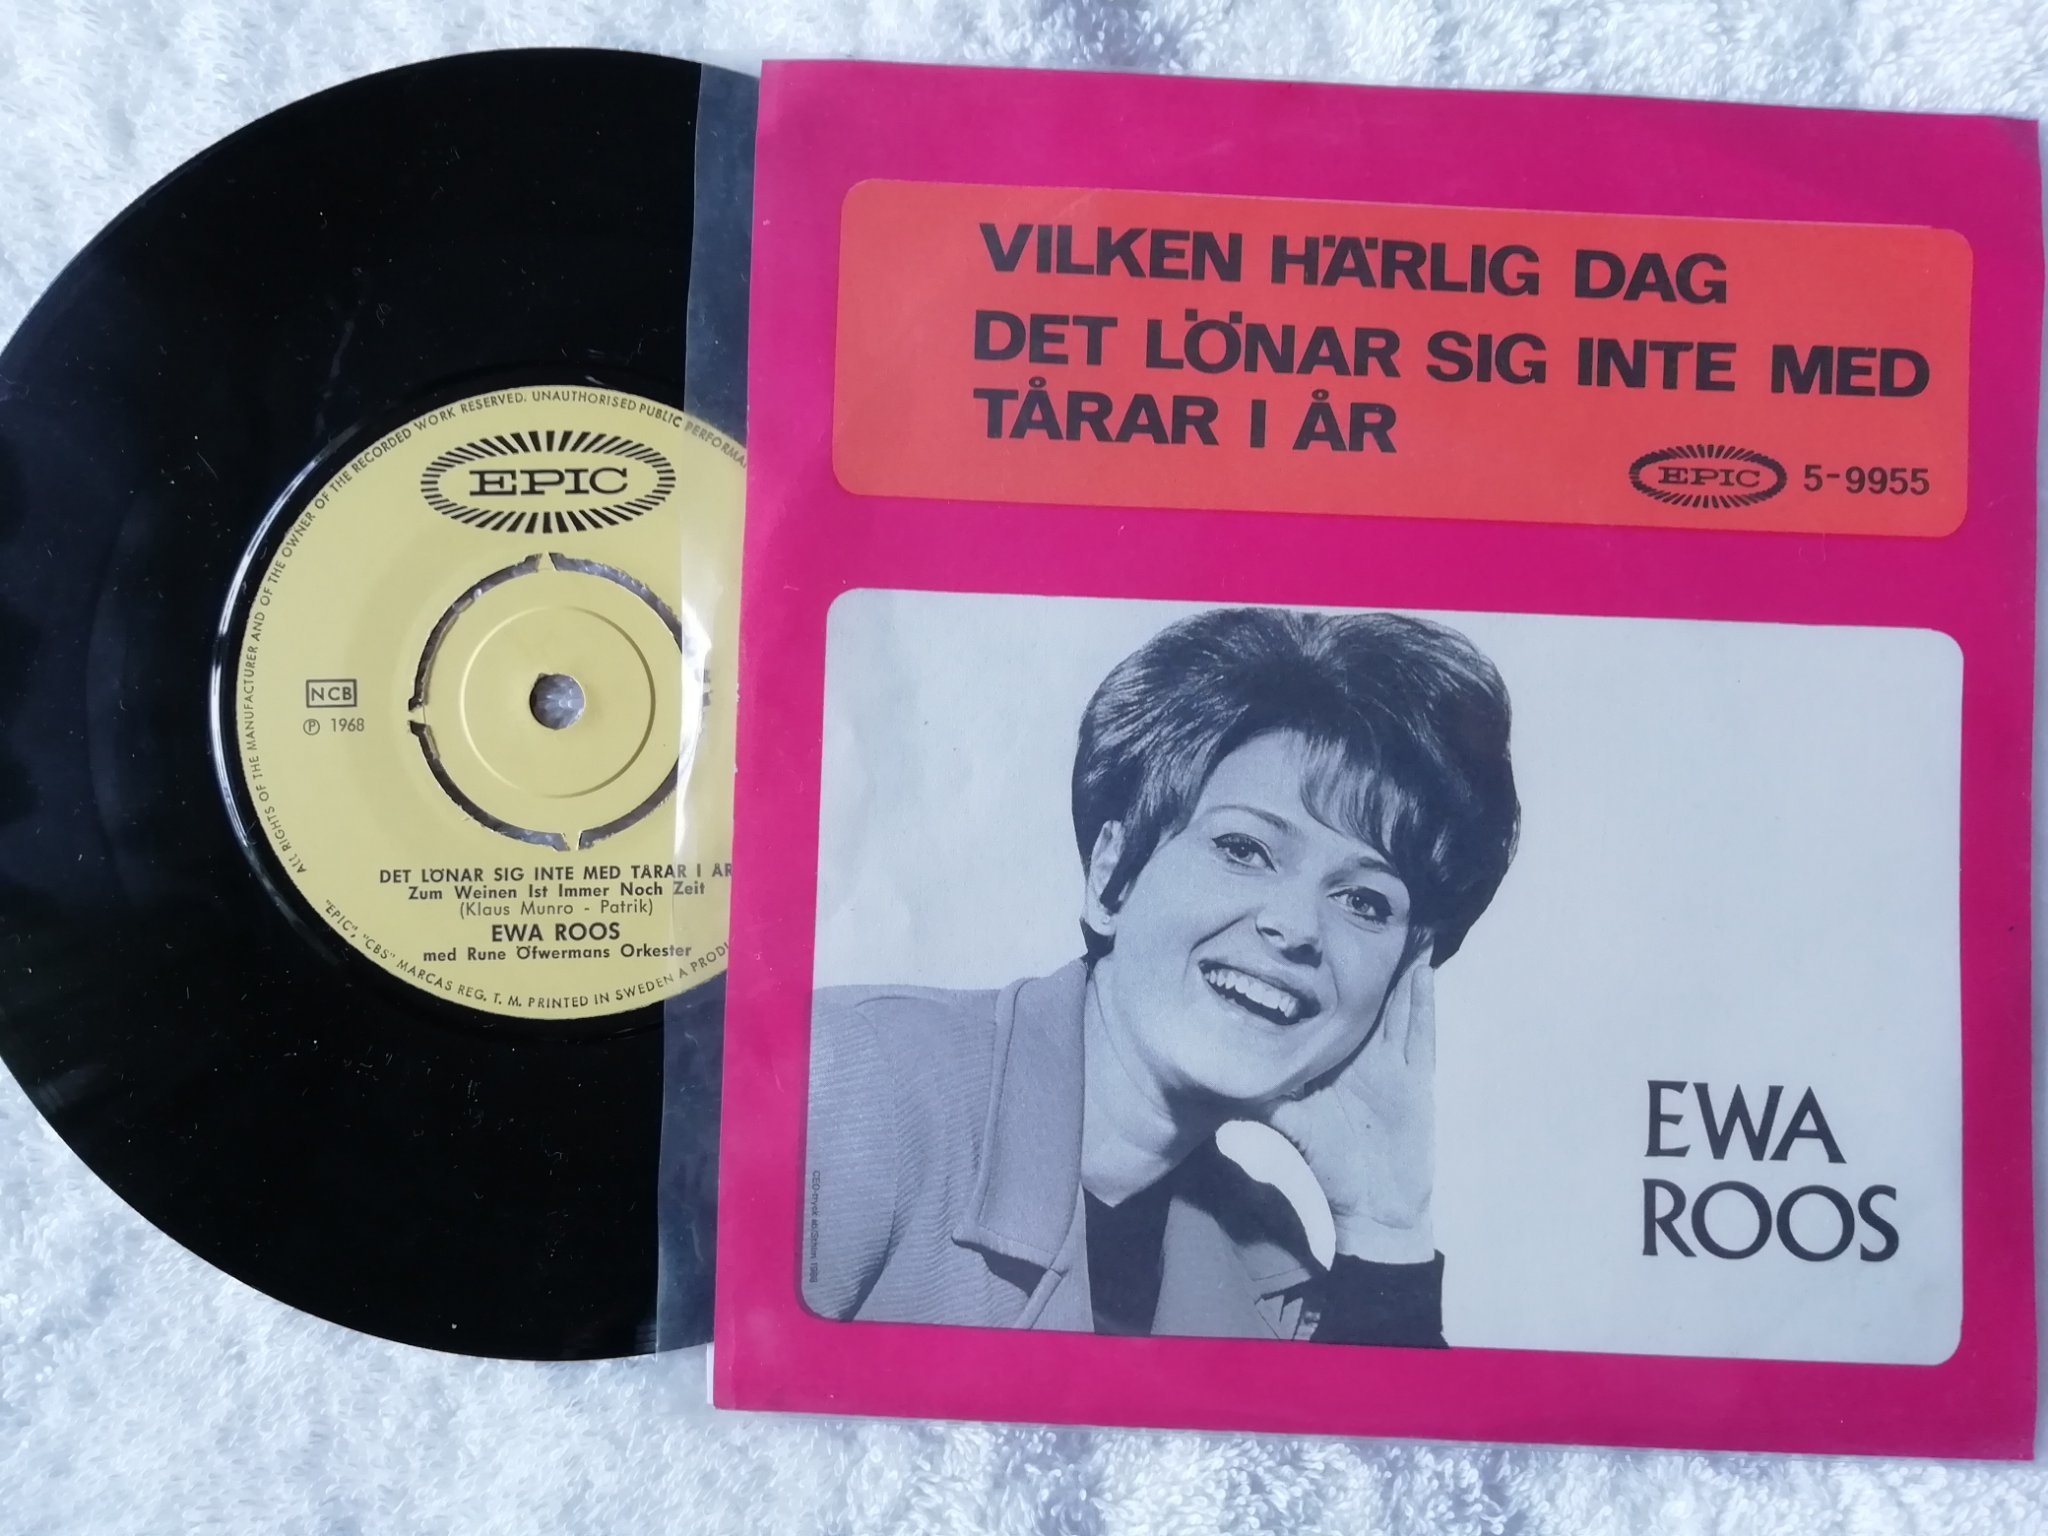 ALL RIGHTS OF THE MANUFACTURER AND OF THE OWNER OF THE RECORDED WORK RESERVED. UNAUTHORISED PUBLIC
EPIC
NCB
Ⓟ 1968
DET LÖNAR SIG INTE MED TÅRAR I ÅR
Zum Weinen Ist Immer Noch Zeit
(Klaus Munro - Patrik)
EWA ROOS
med Rune Öfwermans Orkester
"EPIC", "CBS" MARCAS REG. T. M. PRINTED IN SWEDEN A
VILKEN HÄRLIG DAG
DET LÖNAR SIG INTE MED
TÅRAR I ÅR
EPIC 5-9955
EWA
ROOS